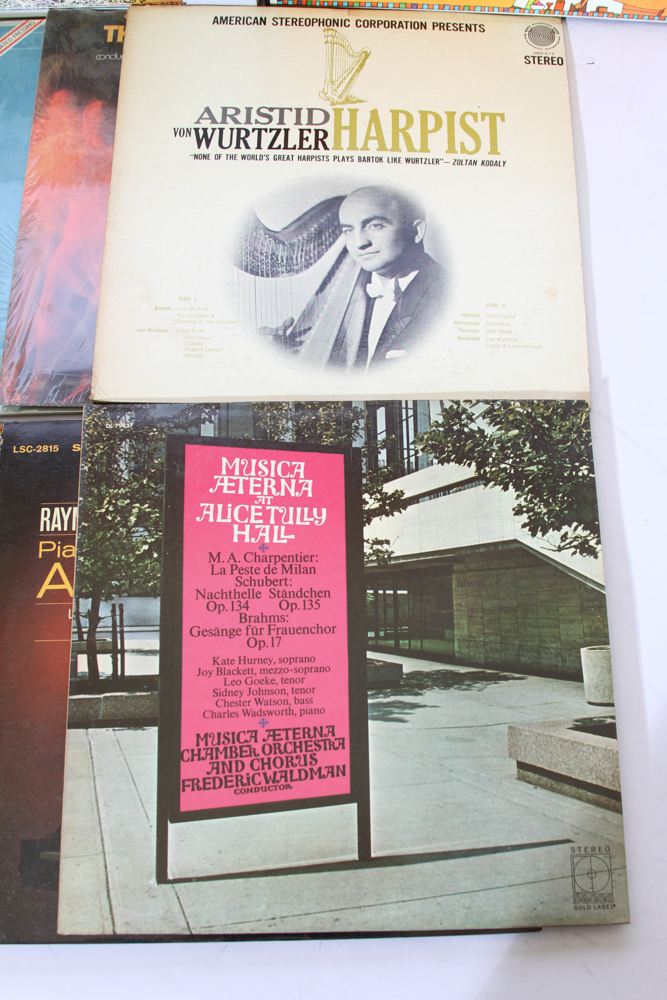 AMERICAN STEREOPHONIC CORPORATION PRESENTS
STEREO
ARISTID
VON WURTZLER HARPIST
"NONE OF THE WORLD'S GREAT HARPISTS PLAYS BARTOK LIKE WURTZLER"— ZOLTAN KODALY
SIDE I
SIDE II
TH
LSC-2815 S
RAY
Pia
A
MUSICA
ÆTERNA
AT
ALICE TULLY
HALL
M. A. Charpentier:
La Peste de Milan
Schubert:
Nachthelle Ständchen
Op.134 Op.135
Brahms:
Gesänge für Frauenchor
Op.17
Kate Hurney, soprano
Joy Blackett, mezzo-soprano
Leo Goeke, tenor
Sidney Johnson, tenor
Chester Watson, bass
Charles Wadsworth, piano
MUSICA ÆTERNA
CHAMBER ORCHESTRA
AND CHORUS
FREDERIC WALDMAN
CONDUCTOR
STEREO
DECCA
GOLD LABEL